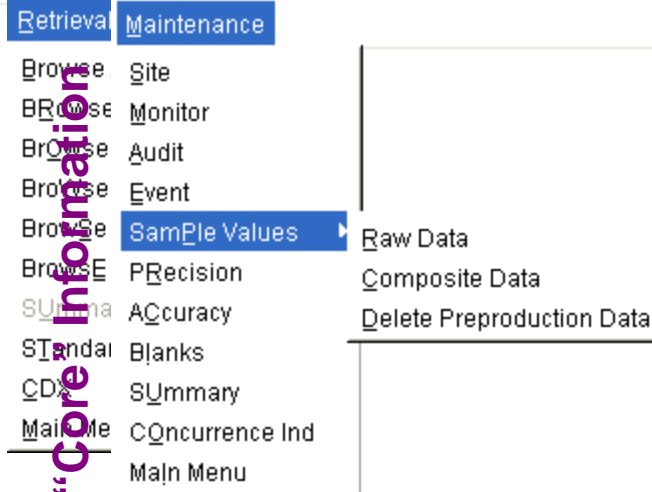 Retrieval
Browse
BRowse
BrOwse
BroWse
BrowSe
BrowsE
STandar
CDX
Main Me
"Core" Information
Maintenance
Site
Monitor
Audit
Event
SamPle Values
PRecision
ACcuracy
Blanks
SUmmary
COncurrence Ind
MaIn Menu
Raw Data
Composite Data
Delete Preproduction Data